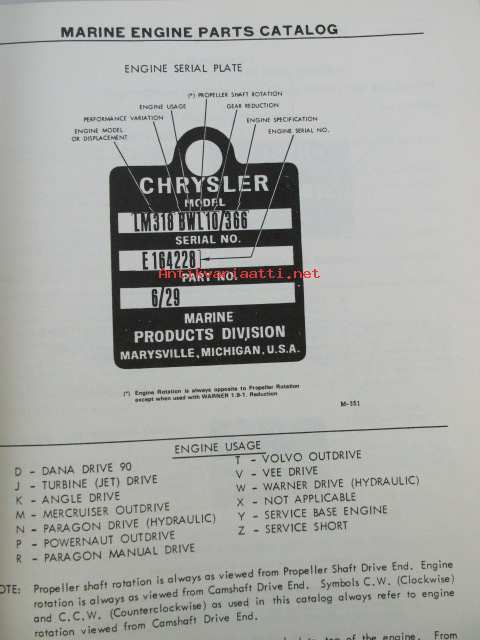 MARINE ENGINE PARTS CATALOG
ENGINE SERIAL PLATE
(*) PROPELLER SHAFT ROTATION
ENGINE USAGE
GEAR REDUCTION
PERFORMANCE VARIATION
ENGINE SPECIFICATION
ENGINE MODEL
OR DISPLACEMENT
ENGINE SERIAL NO.
CHRYSLER
MODEL
LM318 BWL10/366
SERIAL NO.
E164228
Antikvariaatti.net
PART NO.
6/29
MARINE
PRODUCTS DIVISION
MARYSVILLE, MICHIGAN, U.S.A.
(*) Engine Rotation is always opposite to Propeller Rotation
except when used with WARNER 1.9-1. Reduction
M-351
ENGINE USAGE
D - DANA DRIVE 90
J - TURBINE (JET) DRIVE
K - ANGLE DRIVE
M - MERCRUISER OUTDRIVE
N - PARAGON DRIVE (HYDRAULIC)
P - POWERNAUT OUTDRIVE
R - PARAGON MANUAL DRIVE
T - VOLVO OUTDRIVE
V - VEE DRIVE
W - WARNER DRIVE (HYDRAULIC)
X - NOT APPLICABLE
Y - SERVICE BASE ENGINE
Z - SERVICE SHORT
OTE: Propeller shaft rotation is always as viewed from Propeller Shaft Drive End. Engine
rotation is always as viewed from Camshaft Drive End. Symbols C.W. (Clockwise)
and C.C.W. (Counterclockwise) as used in this catalog always refer to engine
rotation viewed from Camshaft Drive End.
top of the engine. From